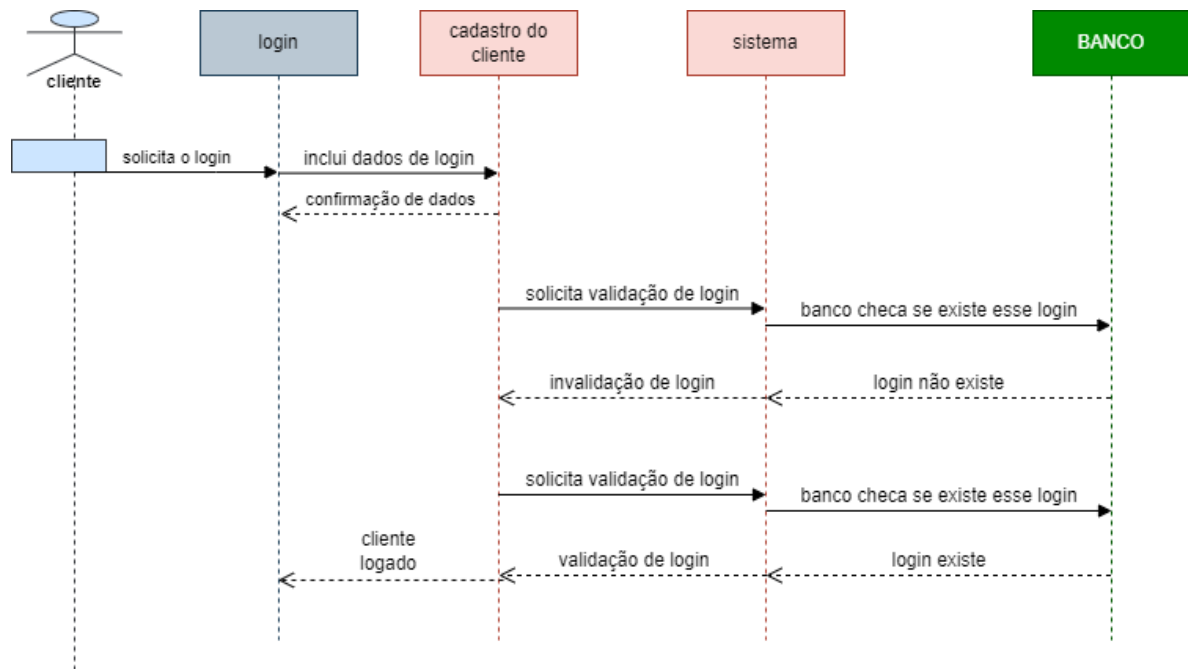 cliente
login
cadastro do
cliente
sistema
BANCO
solicita o login
inclui dados de login
confirmação de dados
solicita validação de login
banco checa se existe esse login
invalidação de login
login não existe
solicita validação de login
banco checa se existe esse login
cliente
logado
validação de login
login existe